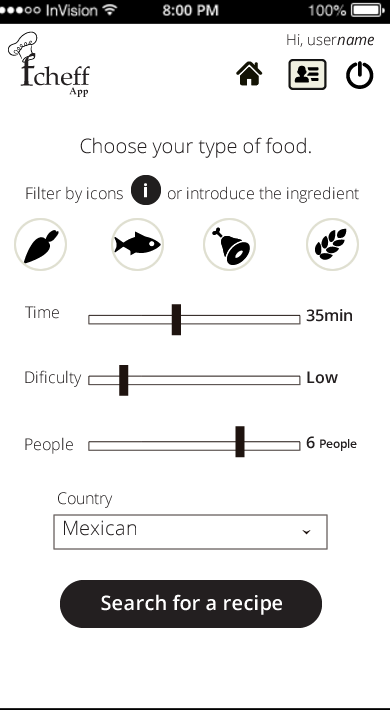 InVision 8:00 PM 100%
Hi, username
fcheff
App
Choose your type of food.
Filter by icons i or introduce the ingredient
Time 35min
Dificulty Low
People 6 People
Country
Mexican
Search for a recipe